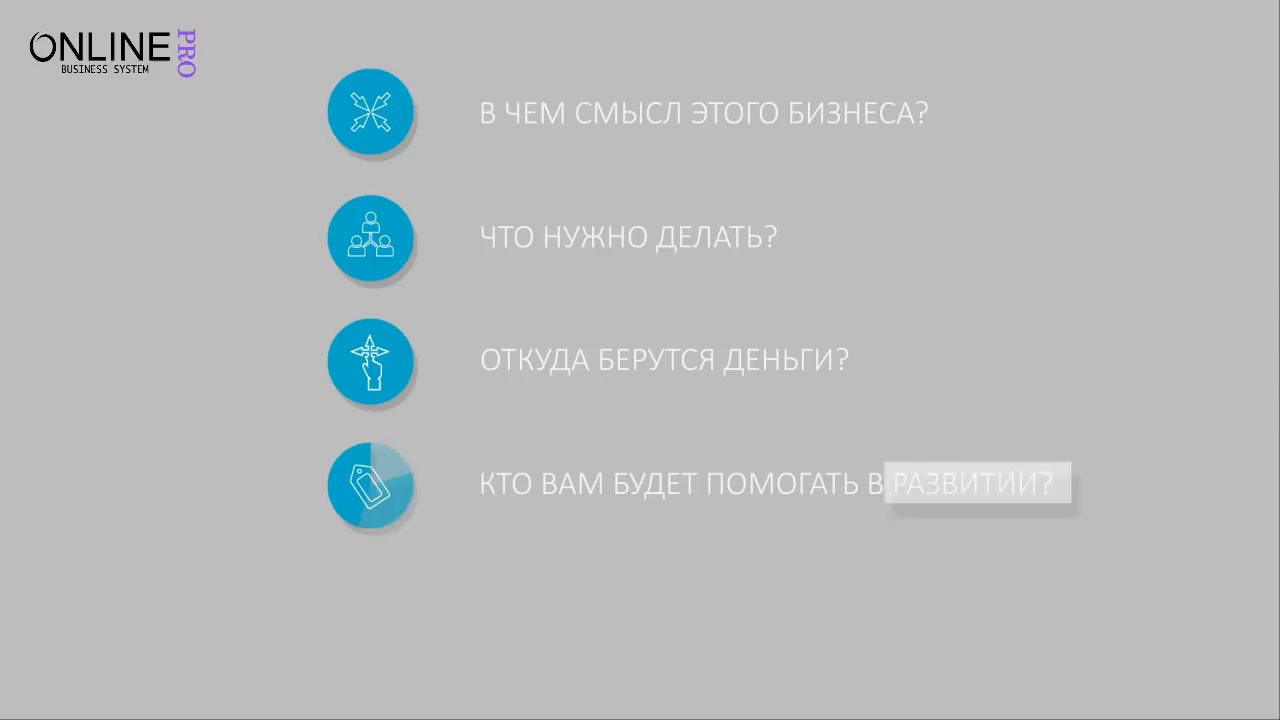 ONLINE PRO
BUSINESS SYSTEM
В ЧЕМ СМЫСЛ ЭТОГО БИЗНЕСА?
ЧТО НУЖНО ДЕЛАТЬ?
ОТКУДА БЕРУТСЯ ДЕНЬГИ?
КТО ВАМ БУДЕТ ПОМОГАТЬ В РАЗВИТИИ?